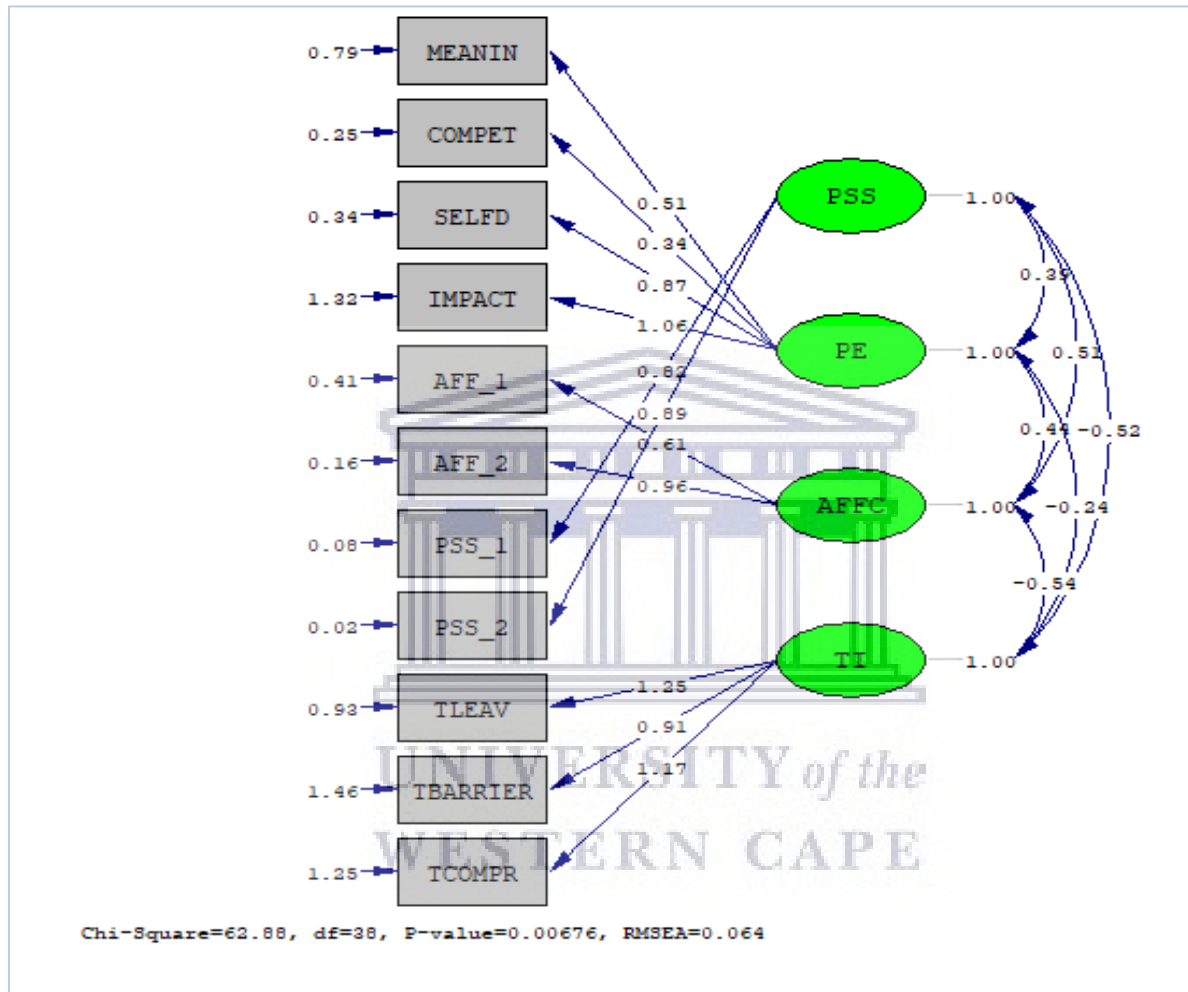 0.79 MEANIN
0.25 COMPET
0.34 SELFD
1.32 IMPACT
0.41 AFF_1
0.16 AFF_2
0.08 PSS_1
0.02 PSS_2
0.93 TLEAV
1.46 TBARRIER
1.25 TCOMPR
0.51
0.34
0.87
1.06
0.82
0.89
0.61
0.96
1.25
0.91
1.17
PSS 1.00
PE 1.00
AFFC 1.00
TI 1.00
0.39
0.51
0.44 -0.52
-0.24
-0.54
UNIVERSITY of the
WESTERN CAPE
Chi-Square=62.88, df=38, P-value=0.00676, RMSEA=0.064